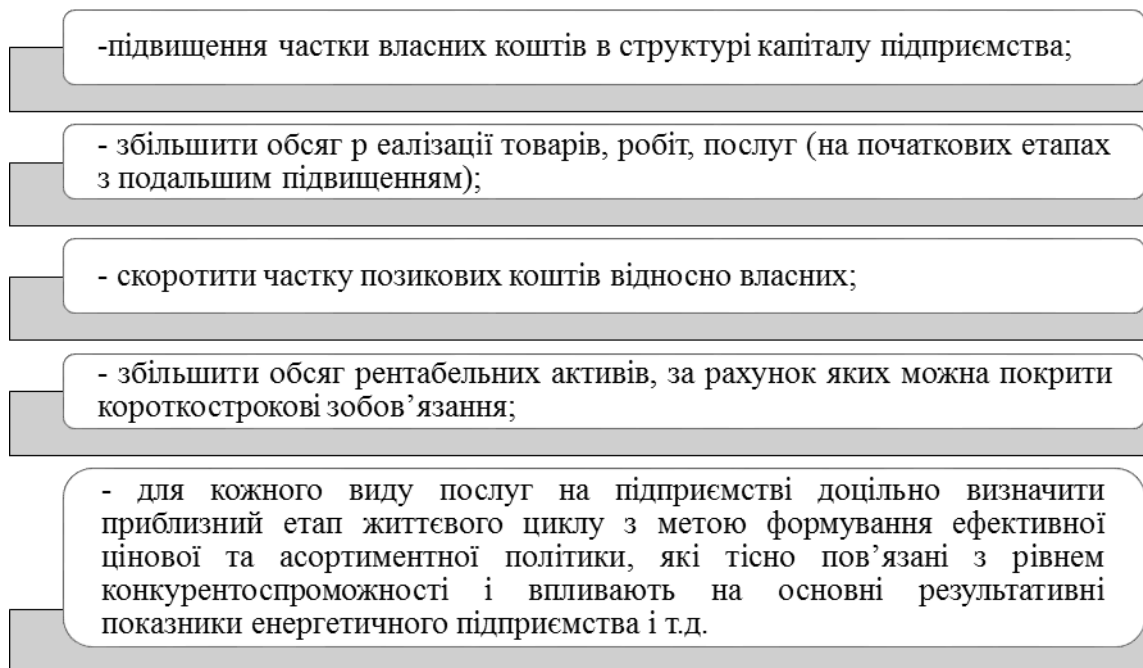 -підвищення частки власних коштів в структурі капіталу підприємства;
- збільшити обсяг р еалізації товарів, робіт, послуг (на початкових етапах
з подальшим підвищенням);
- скоротити частку позикових коштів відносно власних;
- збільшити обсяг рентабельних активів, за рахунок яких можна покрити
короткострокові зобов’язання;
- для кожного виду послуг на підприємстві доцільно визначити
приблизний етап життєвого циклу з метою формування ефективної
цінової та асортиментної політики, які тісно пов’язані з рівнем
конкурентоспроможності і впливають на основні результативні
показники енергетичного підприємства і т.д.